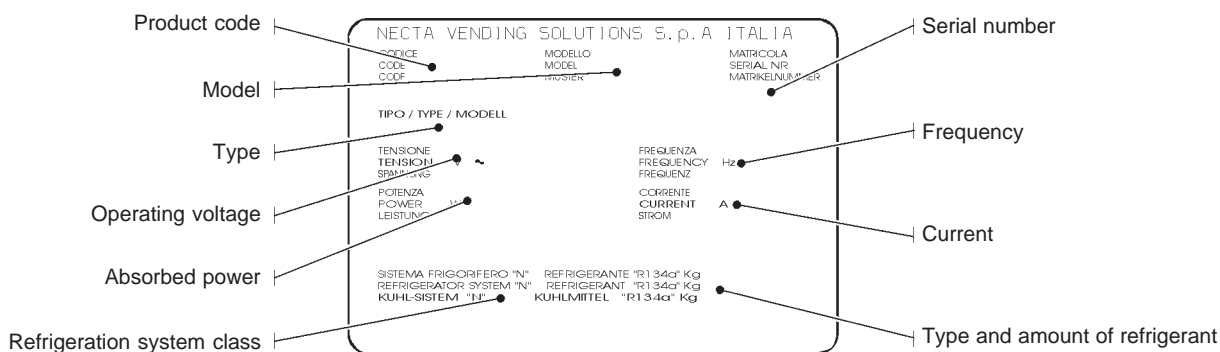 Product code
Model
Type
Operating voltage
Absorbed power
Refrigeration system class
NECTA VENDING SOLUTIONS S.p.A ITALIA
CODICE MODELLO MATRICOLA
CODE MODEL SERIAL NR
CODE MUSTER MATRIKELNUMMER
TIPO / TYPE / MODELL
TENSIONE FREQUENZA
TENSION V ~ FREQUENCY Hz
SPANNUNG FREQUENZ
POTENZA CORRENTE
POWER W CURRENT A
LEISTUNG STROM
SISTEMA FRIGORIFERO "N" REFRIGERANTE "R134a" Kg
REFRIGERATOR SYSTEM "N" REFRIGERANT "R134a" Kg
KUHL-SISTEM "N" KUHLMITTEL "R134a" Kg
Serial number
Frequency
Current
Type and amount of refrigerant